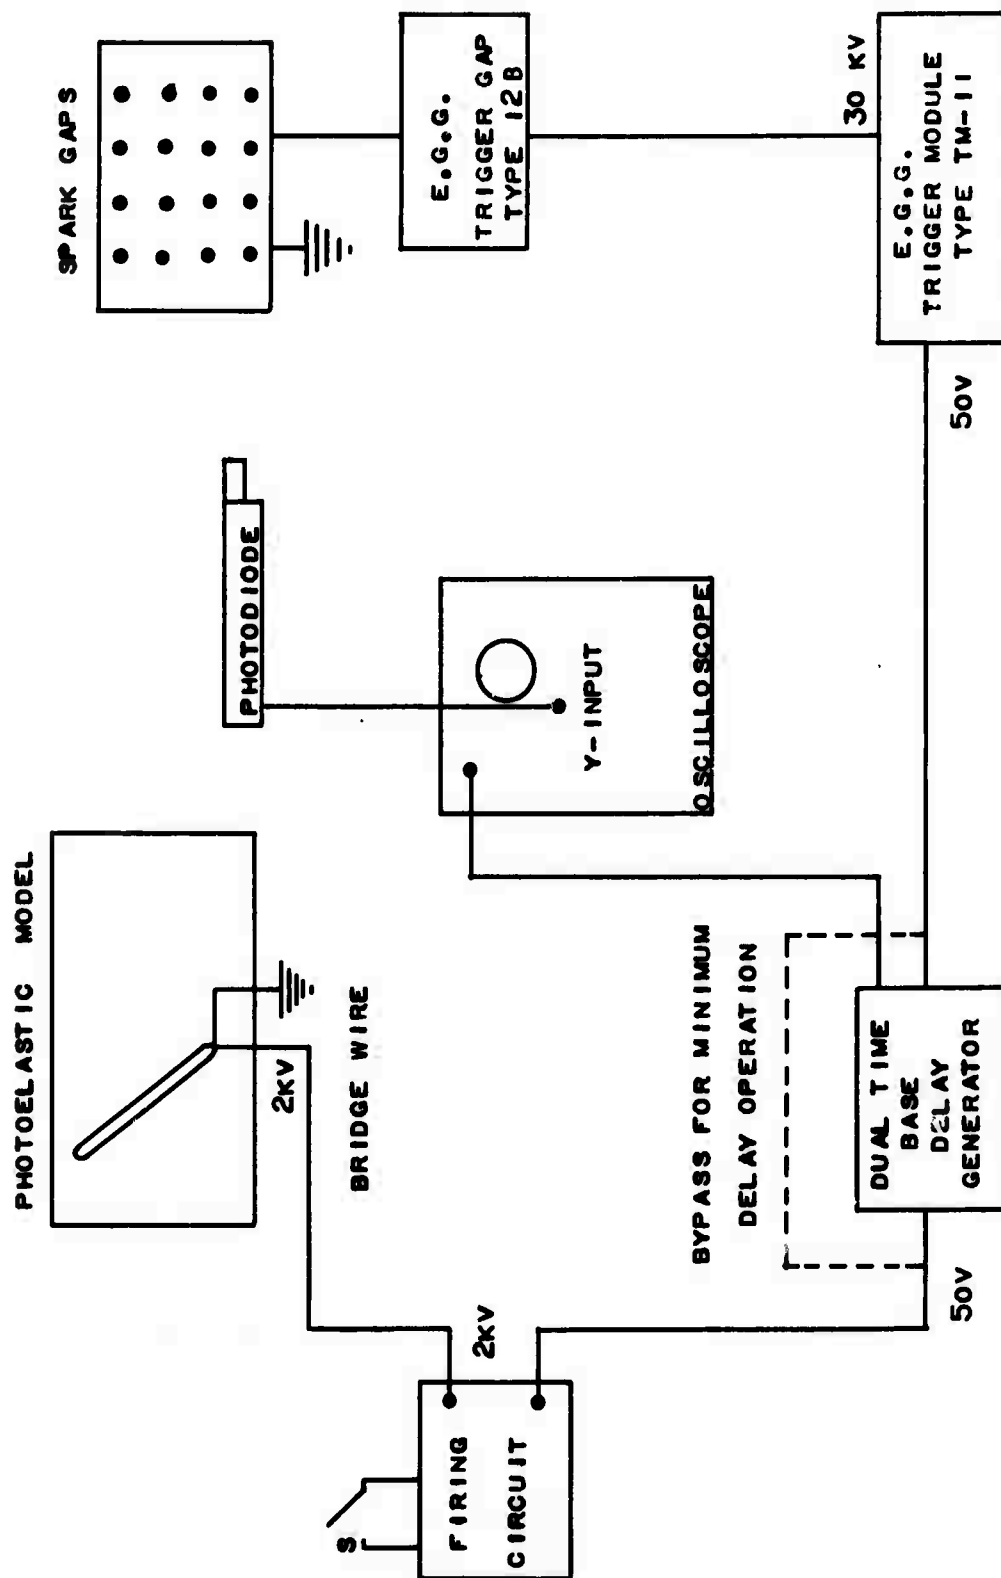 PHOTOELASTIC MODEL
SPARK GAPS
PHOTODIODE
2KV
BRIDGE WIRE
S
FIRING
CIRCUIT
2KV
Y-INPUT
OSCILLOSCOPE
E.G.G.
TRIGGER GAP
TYPE 12B
BYPASS FOR MINIMUM
DELAY OPERATION
30 KV
DUAL TIME
BASE
DELAY
GENERATOR
50V
50V
E.G.G.
TRIGGER MODULE
TYPE TM-11